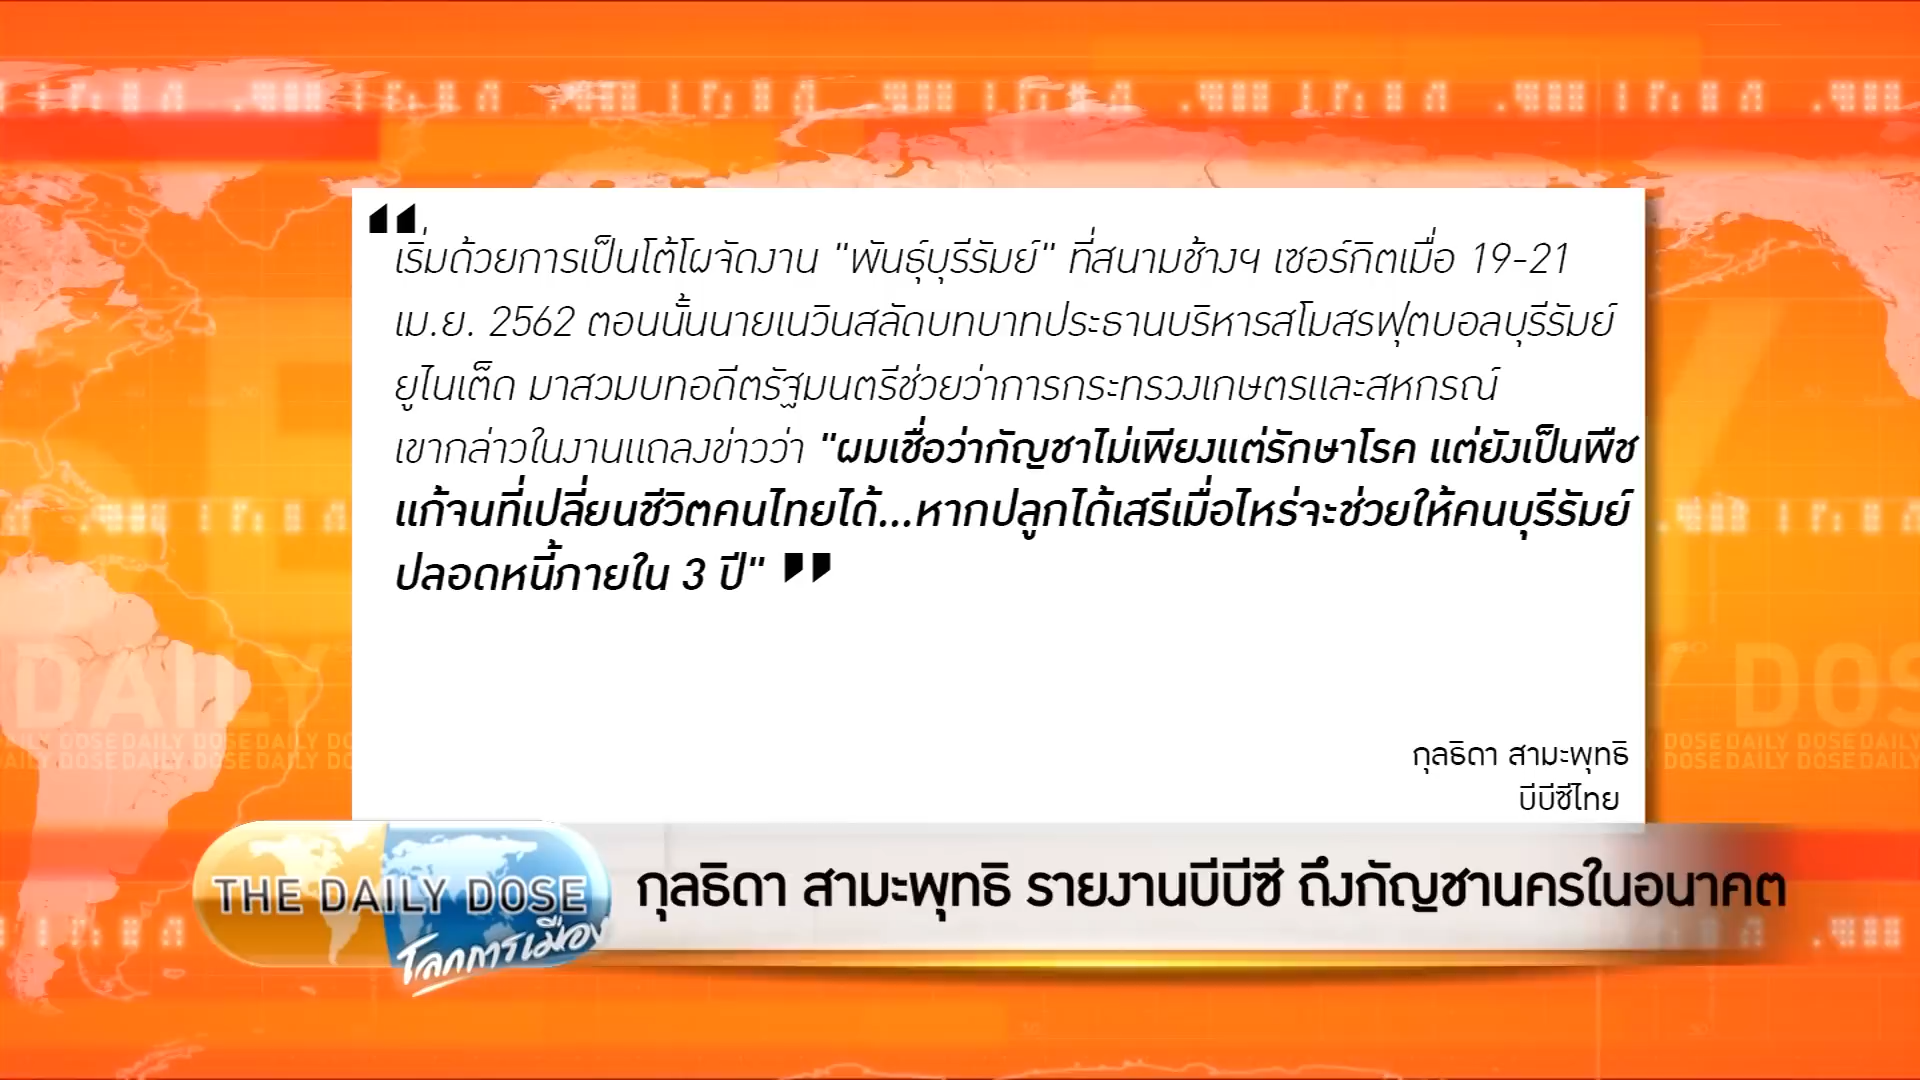 "เริ่มด้วยการเป็นโต้โผจัดงาน "พันธุ์บุรีรัมย์" ที่สนามช้างฯ เซอร์กิตเมื่อ 19-21
เม.ย. 2562 ตอนนั้นนายเนวินสลัดบทบาทประธานบริหารสโมสรฟุตบอลบุรีรัมย์
ยูไนเต็ด มาสวมบทอดีตรัฐมนตรีช่วยว่าการกระทรวงเกษตรและสหกรณ์
เขากล่าวในงานแถลงข่าวว่า "ผมเชื่อว่ากัญชาไม่เพียงแต่รักษาโรค แต่ยังเป็นพืช
แก้จนที่เปลี่ยนชีวิตคนไทยได้...หากปลูกได้เสรีเมื่อไหร่จะช่วยให้คนบุรีรัมย์
ปลอดหนี้ภายใน 3 ปี" "
กุลธิดา สามะพุทธิ
บีบีซีไทย
THE DAILY DOSE
โลกการเมือง
กุลธิดา สามะพุทธิ รายงานบีบีซี ถึงกัญชานครในอนาคต
DAILY
DOS
DOSE DAILY DOSE DAILY
DOSE DAILY DOSE DAILY